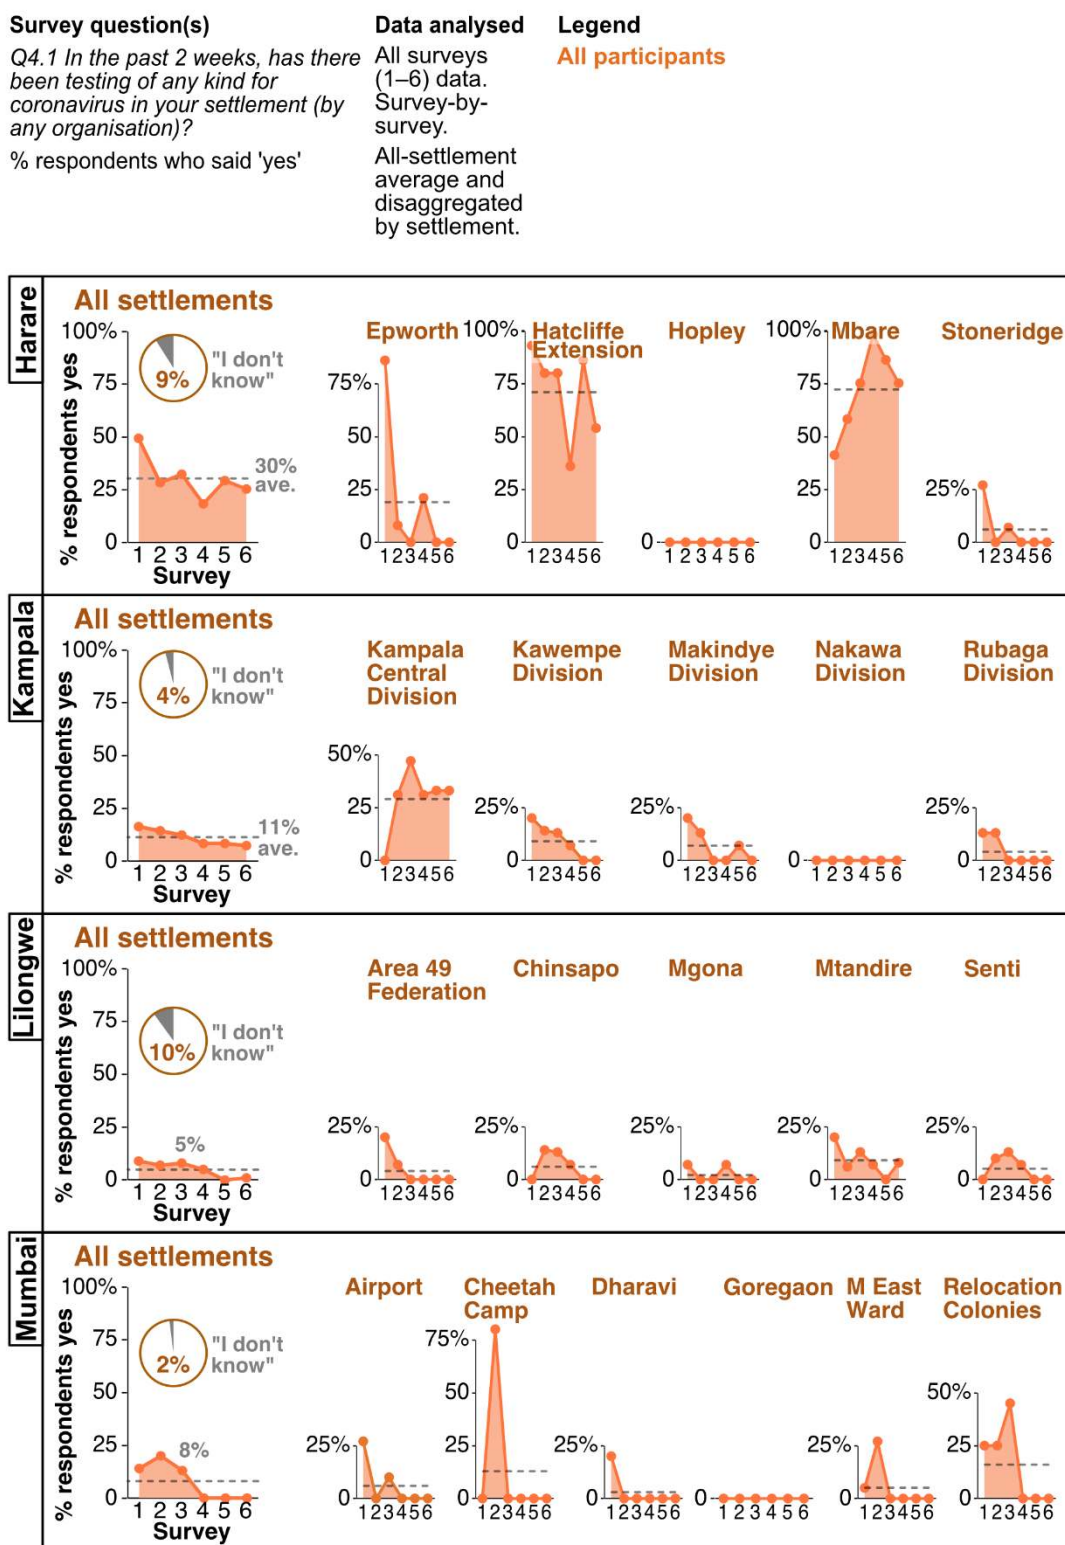 Survey question(s)
Q4.1 In the past 2 weeks, has there
been testing of any kind for
coronavirus in your settlement (by
any organisation)?
% respondents who said 'yes'
Data analysed
All surveys
(1–6) data.
Survey-by-
survey.
All-settlement
average and
disaggregated
by settlement.
Legend
All participants
Harare
All settlements
% respondents yes
100%
75
50
25
0
9%
"I don't
know"
30%
ave.
1 2 3 4 5 6
Survey
Epworth
75%
50
25
0
123456
Hatcliffe
Extension
100%
75
50
25
0
123456
Hopley
0
1 2 3 4 5 6
Mbare
100%
75
50
25
0
123456
Stoneridge
25%
0
123456
Kampala
All settlements
% respondents yes
100%
75
50
25
0
4%
"I don't
know"
11%
ave.
1 2 3 4 5 6
Survey
Kampala
Central
Division
50%
25
0
123456
Kawempe
Division
25%
0
123456
Makindye
Division
25%
0
123456
Nakawa
Division
0
1 2 3 4 5 6
Rubaga
Division
25%
0
123456
Lilongwe
All settlements
% respondents yes
100%
75
50
25
0
10%
"I don't
know"
5%
1 2 3 4 5 6
Survey
Area 49
Federation
25%
0
123456
Chinsapo
25%
0
123456
Mgona
25%
0
123456
Mtandire
25%
0
123456
Senti
25%
0
123456
Mumbai
All settlements
% respondents yes
100%
75
50
25
0
2%
"I don't
know"
8%
1 2 3 4 5 6
Survey
Airport
25%
0
123456
Cheetah
Camp
75%
50
25
0
123456
Dharavi
25%
0
123456
Goregaon
0
1 2 3 4 5 6
M East
Ward
25%
0
123456
Relocation
Colonies
50%
25
0
123456